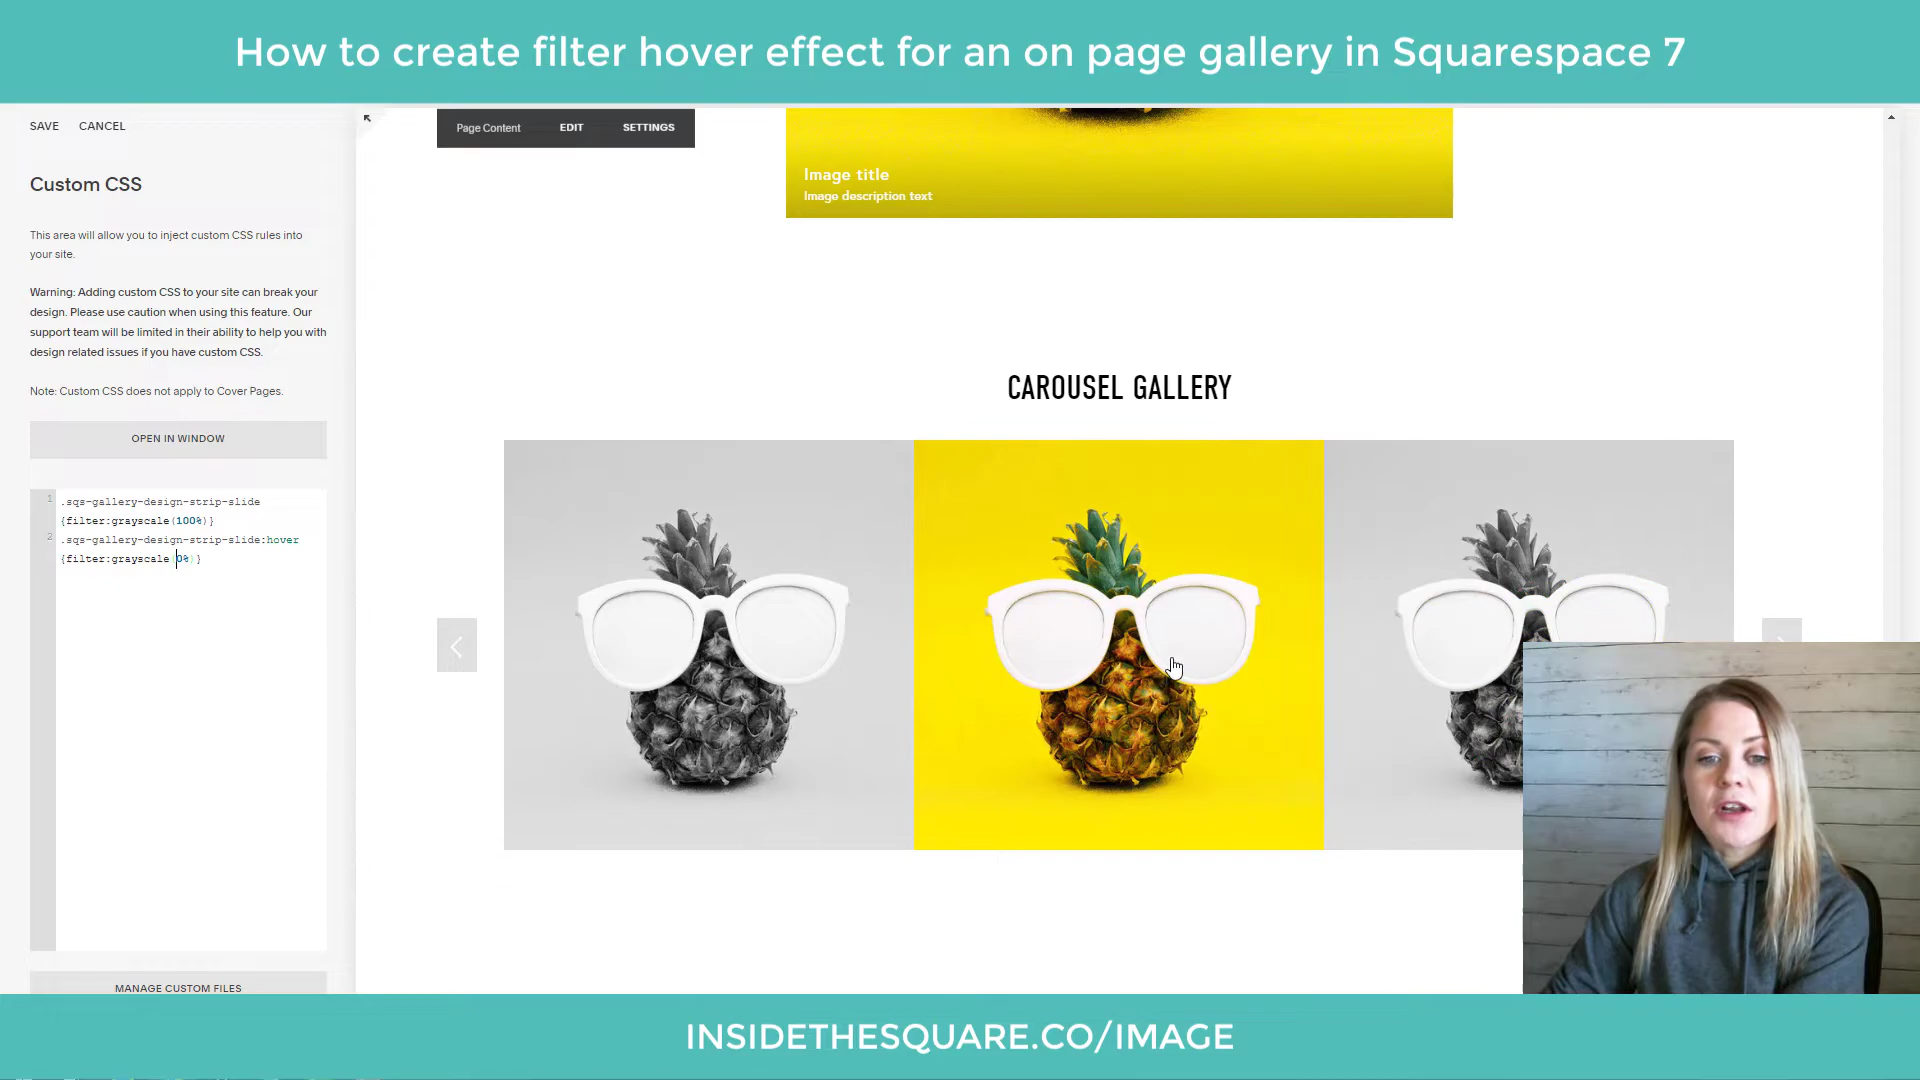 How to create filter hover effect for an on page gallery in Squarespace 7
SAVE CANCEL
Page Content EDIT SETTINGS
Image title
Image description text
Custom CSS
This area will allow you to inject custom CSS rules into
your site.
Warning: Adding custom CSS to your site can break your
design. Please use caution when using this feature. Our
support team will be limited in their ability to help you with
design related issues if you have custom CSS.
Note: Custom CSS does not apply to Cover Pages.
OPEN IN WINDOW
CAROUSEL GALLERY
1 .sqs-gallery-design-strip-slide
{filter:grayscale(100%)}
2 .sqs-gallery-design-strip-slide:hover
{filter:grayscale(0%)}
MANAGE CUSTOM FILES
INSIDETHESQUARE.CO/IMAGE